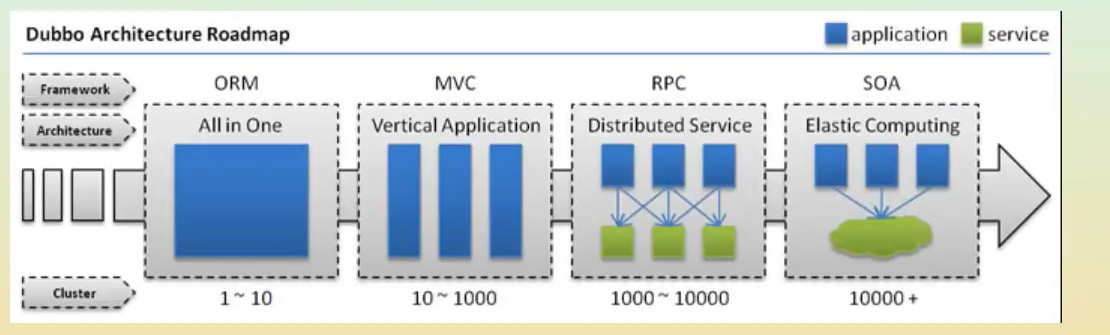 Dubbo Architecture Roadmap
application
service
Framework
ORM
MVC
RPC
SOA
Architecture
All in One
Vertical Application
Distributed Service
Elastic Computing
Cluster
1 ~ 10
10 ~ 1000
1000 ~ 10000
10000 +